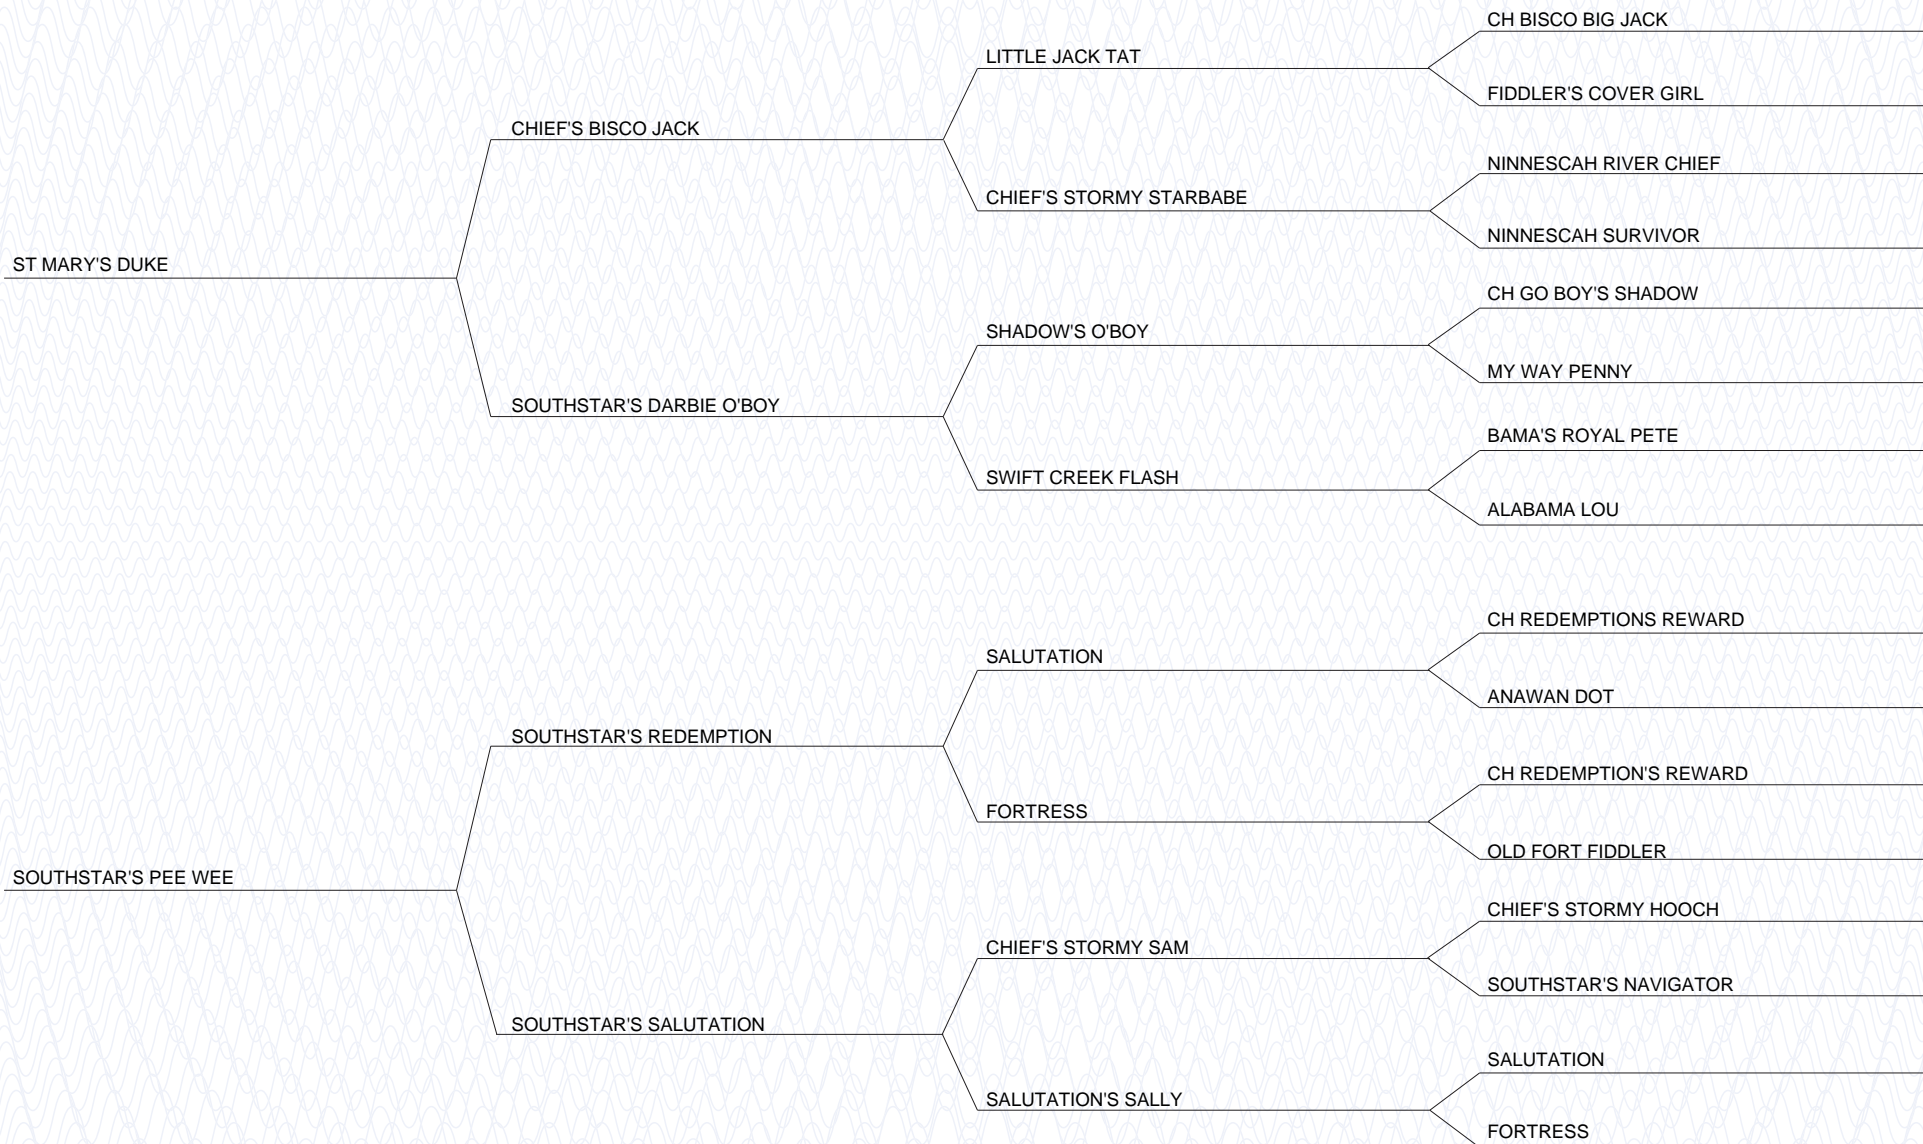 CH BISCO BIG JACK
LITTLE JACK TAT
FIDDLER'S COVER GIRL
CHIEF'S BISCO JACK
NINNESCAH RIVER CHIEF
CHIEF'S STORMY STARBABE
NINNESCAH SURVIVOR
ST MARY'S DUKE
CH GO BOY'S SHADOW
SHADOW'S O'BOY
MY WAY PENNY
SOUTHSTAR'S DARBIE O'BOY
BAMA'S ROYAL PETE
SWIFT CREEK FLASH
ALABAMA LOU
CH REDEMPTIONS REWARD
SALUTATION
ANAWAN DOT
SOUTHSTAR'S REDEMPTION
CH REDEMPTION'S REWARD
FORTRESS
OLD FORT FIDDLER
SOUTHSTAR'S PEE WEE
CHIEF'S STORMY HOOCH
CHIEF'S STORMY SAM
SOUTHSTAR'S NAVIGATOR
SOUTHSTAR'S SALUTATION
SALUTATION
SALUTATION'S SALLY
FORTRESS